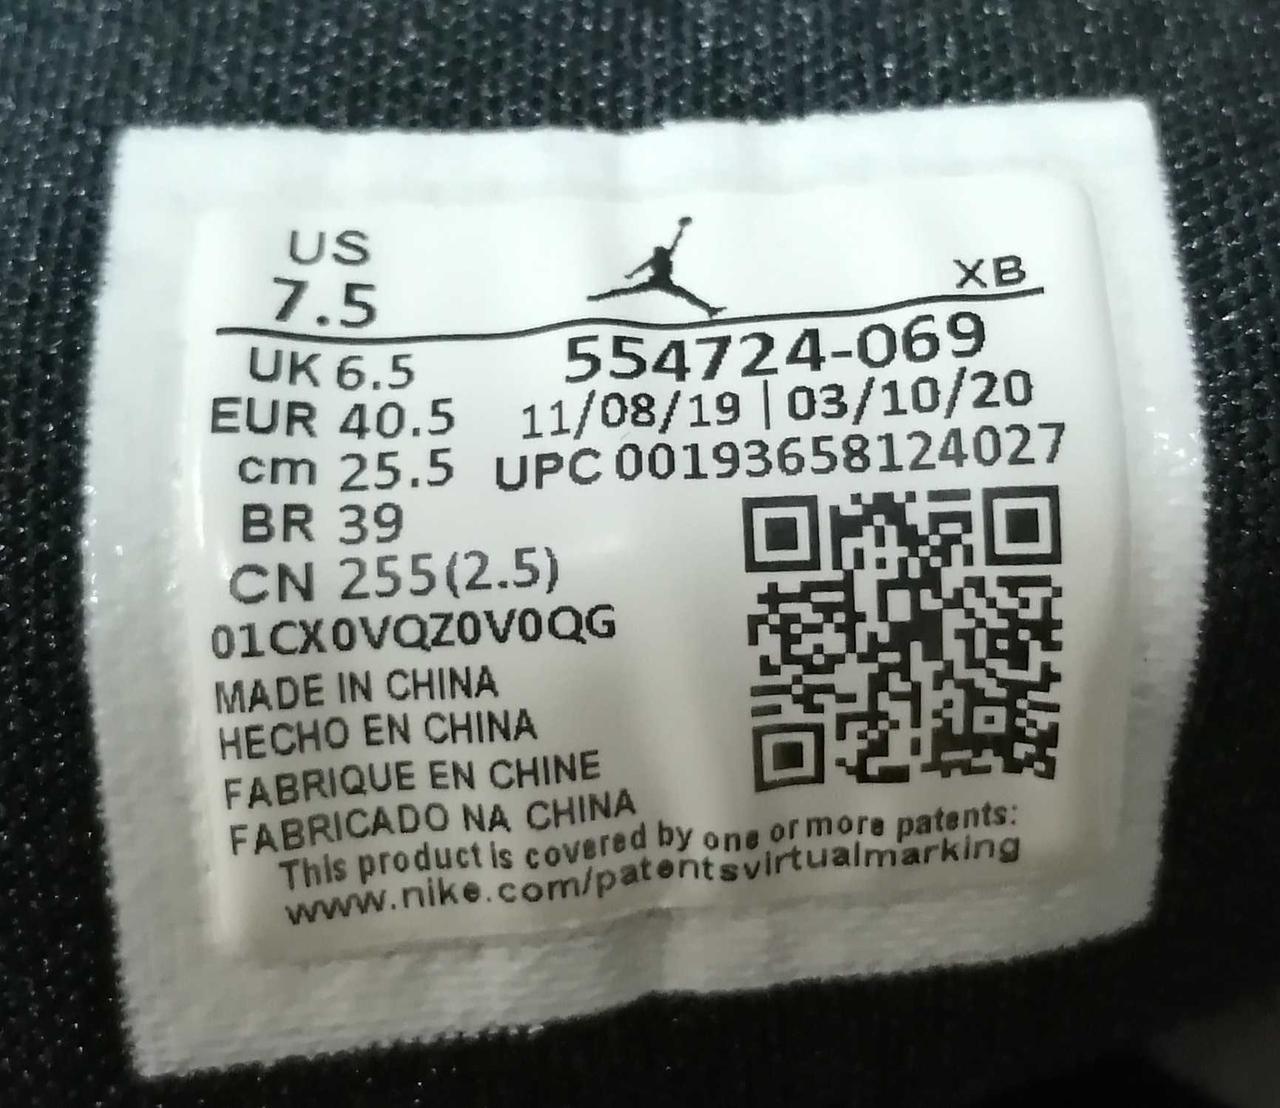 US
7.5
XB
UK 6.5
554724-069
EUR 40.5
11/08/19 | 03/10/20
cm 25.5
UPC 00193658124027
BR 39
CN 255(2.5)
01CX0VQZ0V0QG
MADE IN CHINA
HECHO EN CHINA
FABRIQUE EN CHINE
FABRICADO NA CHINA
This product is covered by one or more patents:
www.nike.com/patentsvirtualmarking